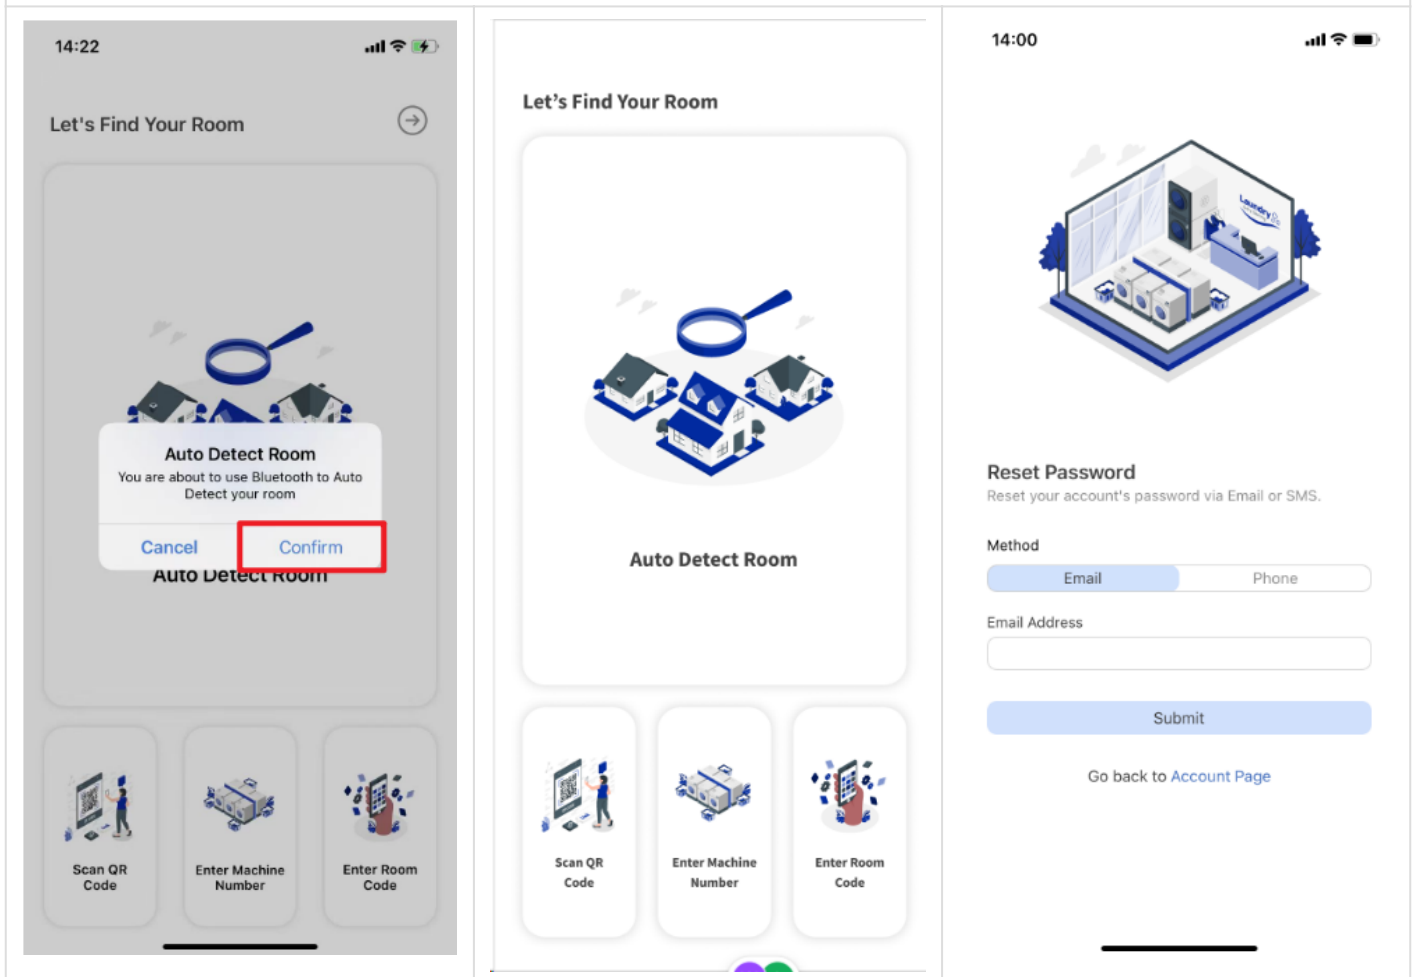 14:22
Let's Find Your Room
Auto Detect Room
You are about to use Bluetooth to Auto
Detect your room
Cancel
Confirm
Auto Detect Room
Scan QR
Code
Enter Machine
Number
Enter Room
Code
Let’s Find Your Room
Auto Detect Room
Scan QR
Code
Enter Machine
Number
Enter Room
Code
14:00
Laundry
Reset Password
Reset your account's password via Email or SMS.
Method
Email
Phone
Email Address
Submit
Go back to Account Page